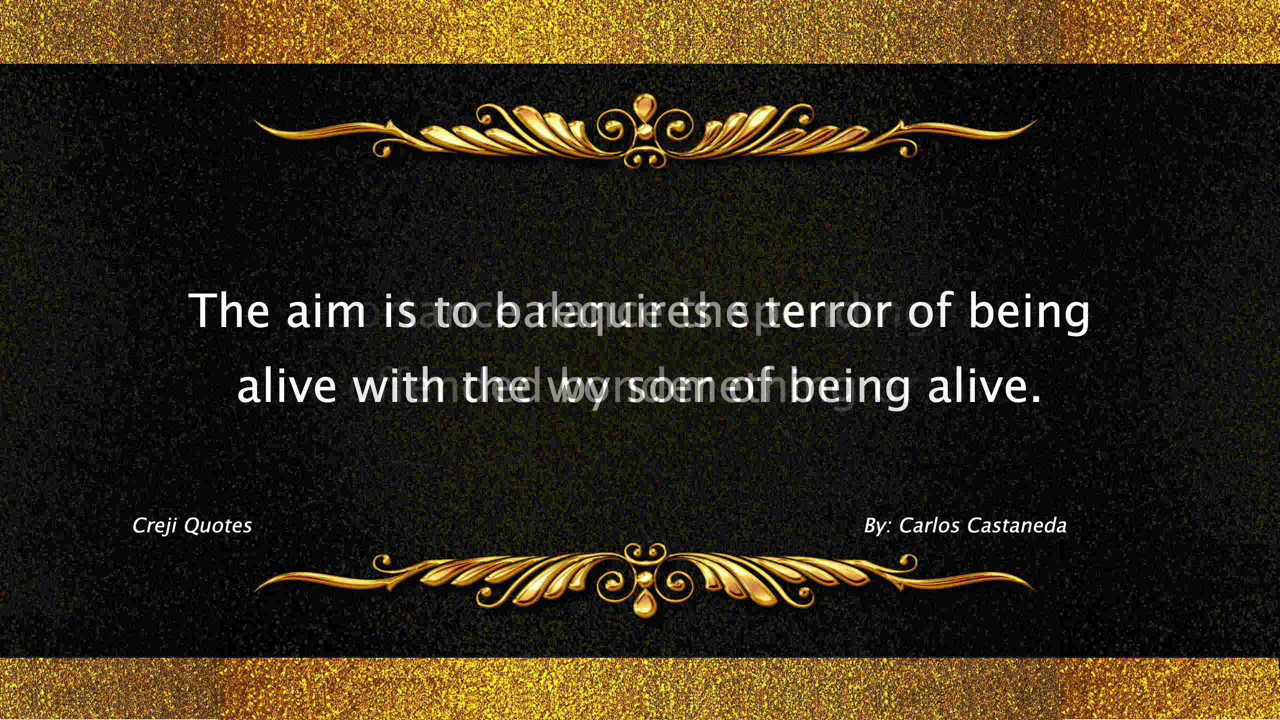 The aim is to balance the terror of being
alive with the wonder of being alive.
Creji Quotes
By: Carlos Castaneda